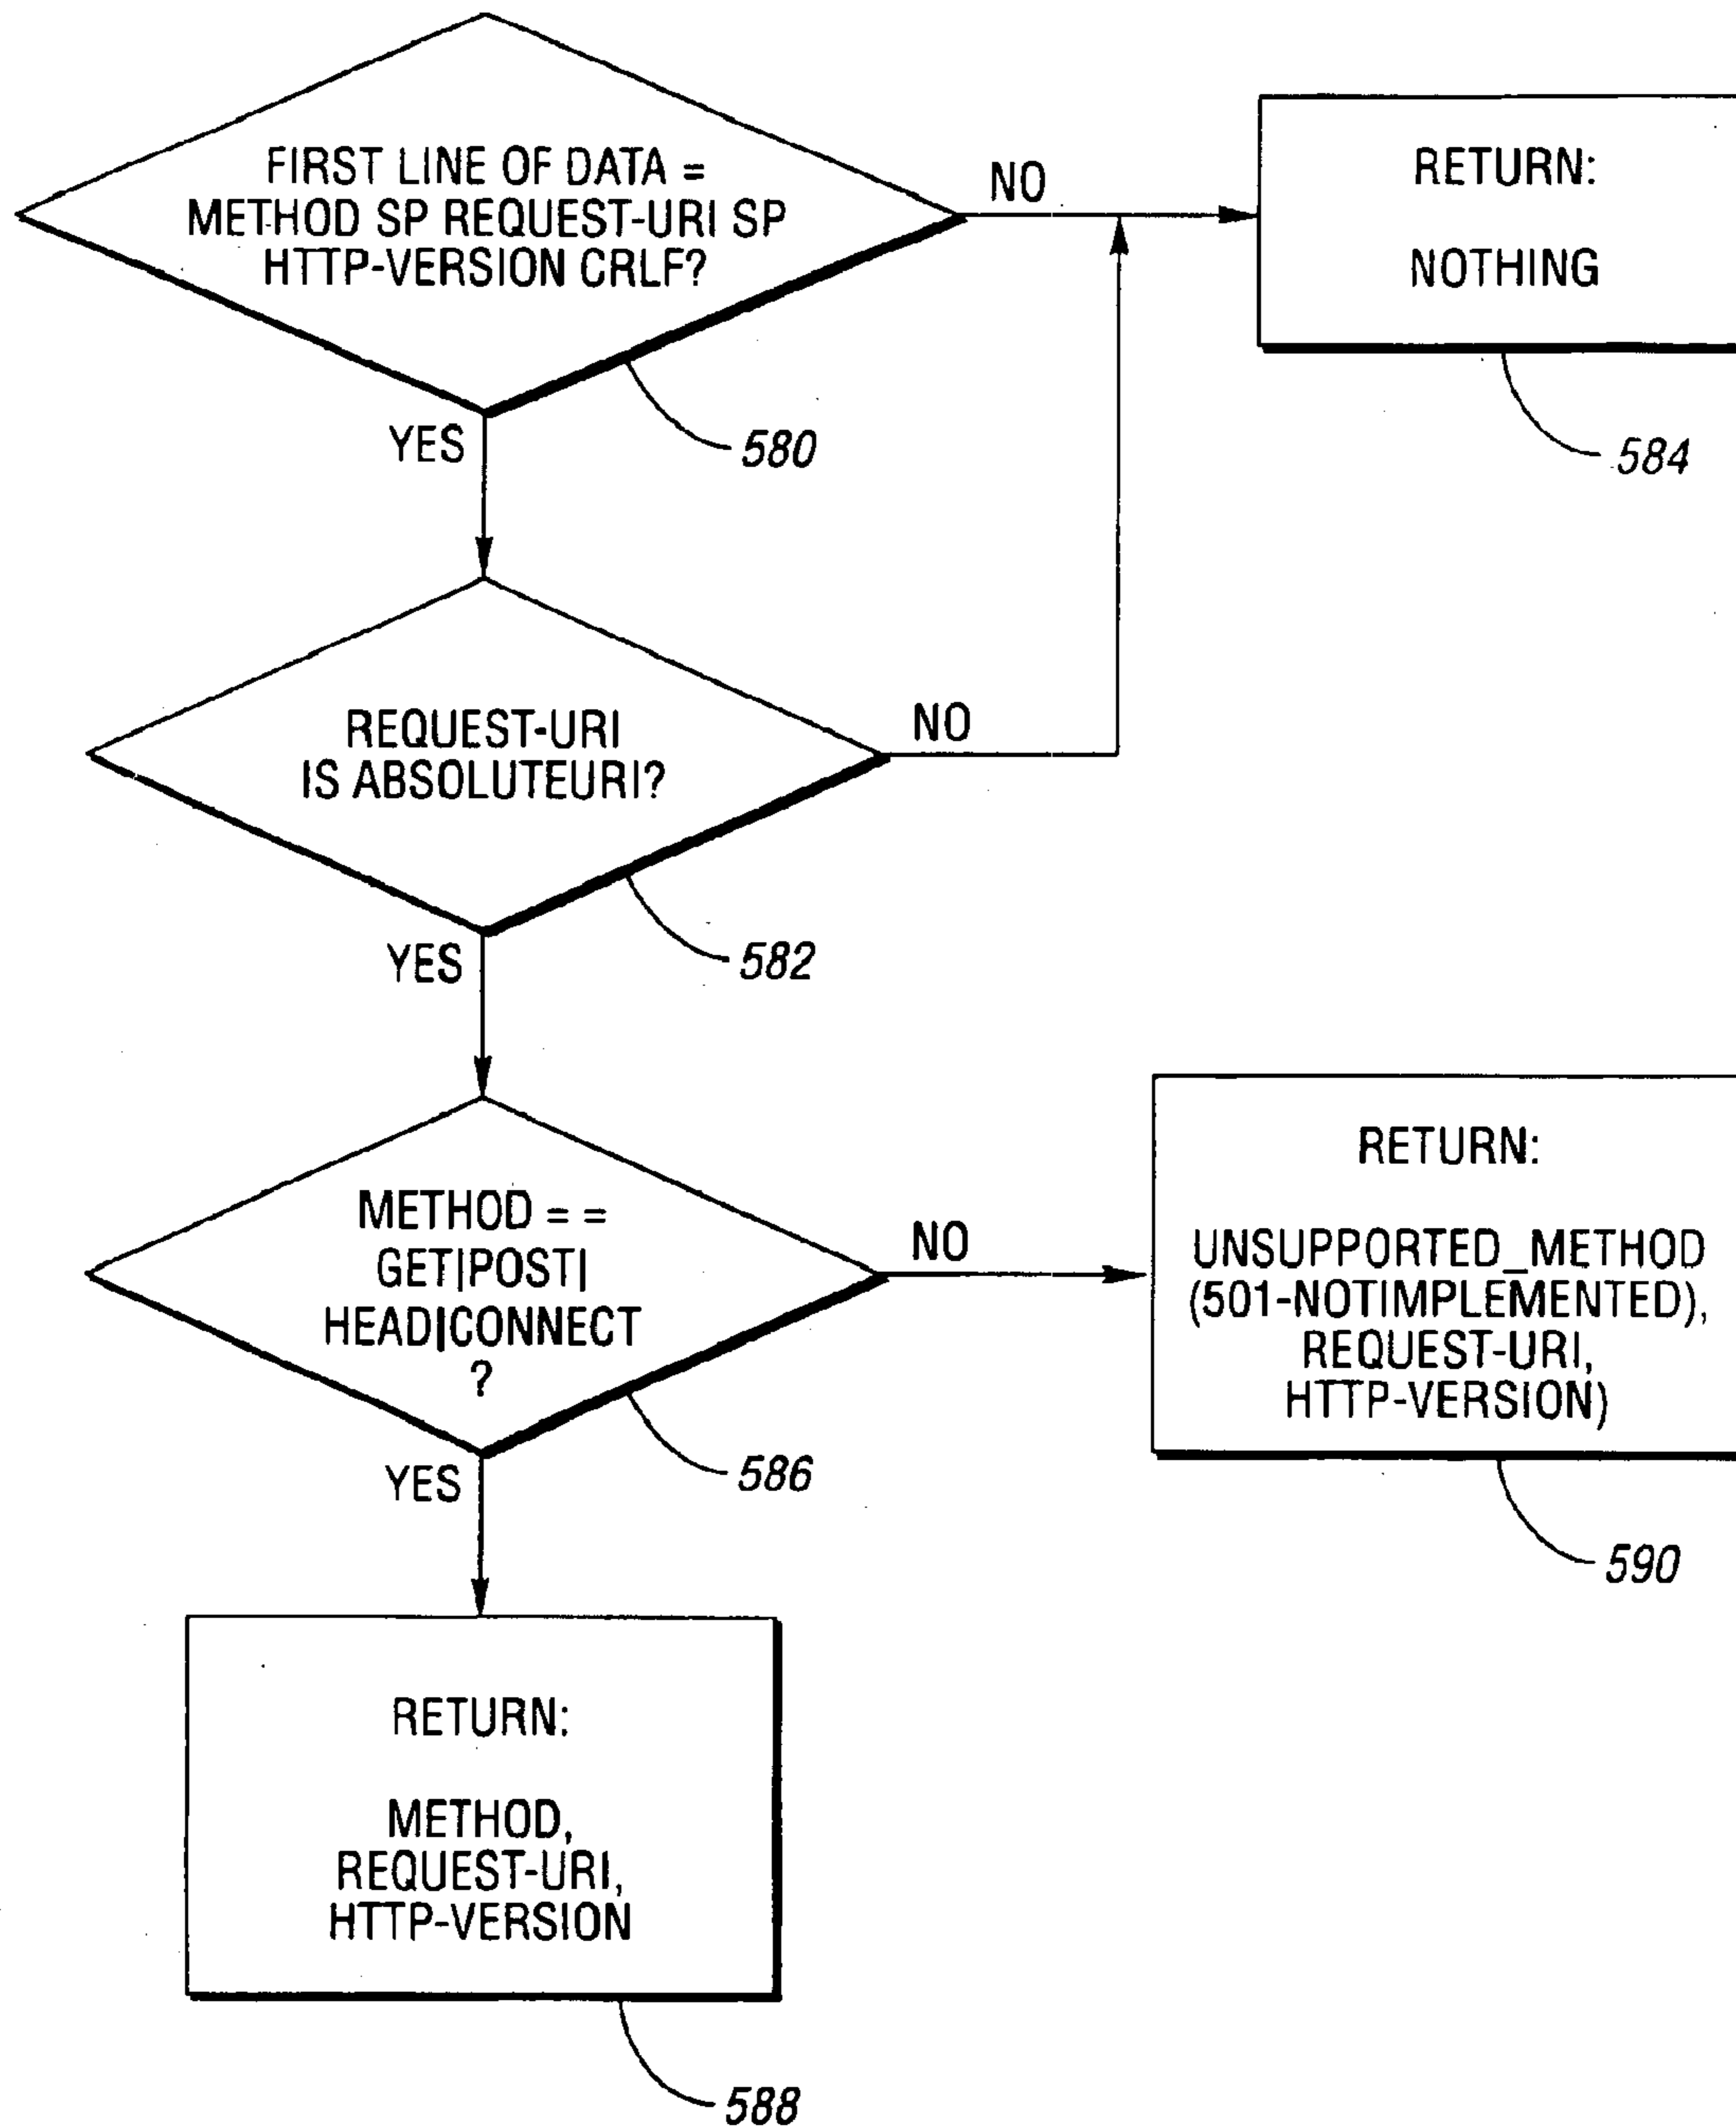 FIRST LINE OF DATA =
METHOD SP REQUEST-URI SP
HTTP-VERSION CRLF?
NO
RETURN:
NOTHING
YES
580
584
REQUEST-URI
IS ABSOLUTEURI?
NO
YES
582
METHOD = =
GET|POST|
HEAD|CONNECT
?
NO
RETURN:
UNSUPPORTED_METHOD
(501-NOTIMPLEMENTED),
REQUEST-URI,
HTTP-VERSION)
YES
586
590
RETURN:
METHOD,
REQUEST-URI,
HTTP-VERSION
588